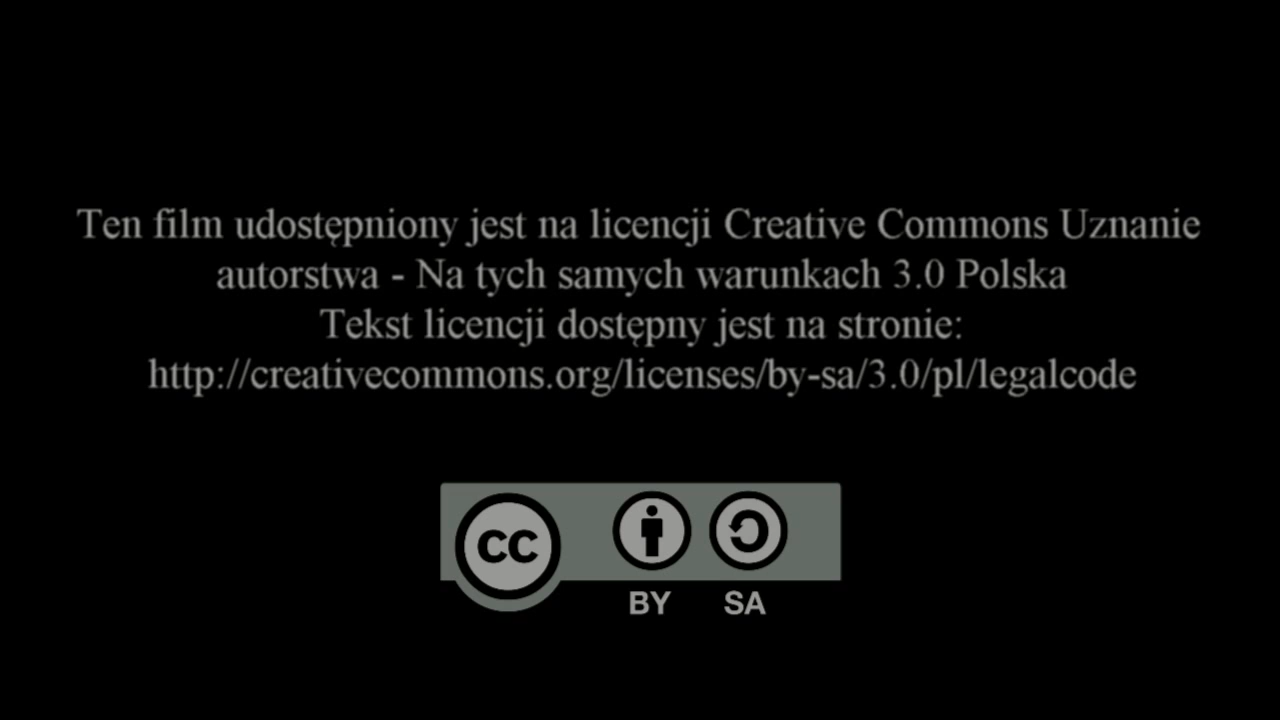 Ten film udostępniony jest na licencji Creative Commons Uznanie
autorstwa - Na tych samych warunkach 3.0 Polska
Tekst licencji dostępny jest na stronie:
http://creativecommons.org/licenses/by-sa/3.0/pl/legalcode
CC
BY SA